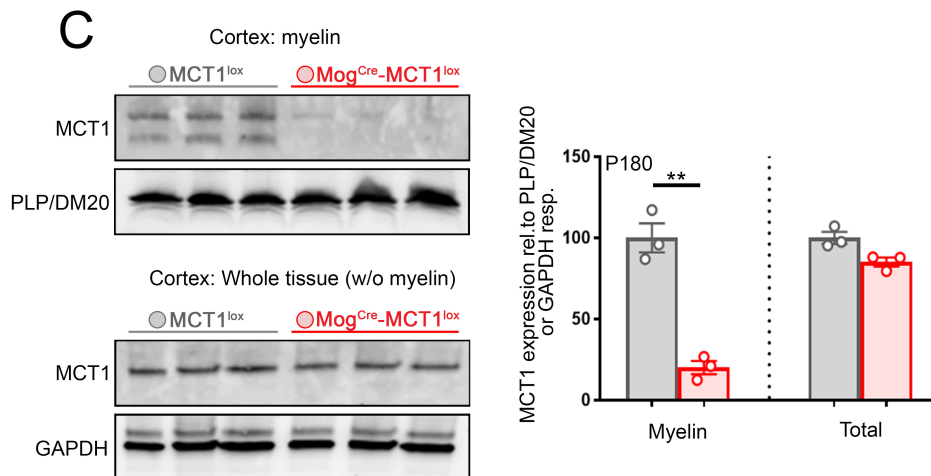 C
Cortex: myelin
MCT1lox MogCre-MCT1lox
MCT1
PLP/DM20
Cortex: Whole tissue (w/o myelin)
MCT1lox MogCre-MCT1lox
MCT1
GAPDH
MCT1 expression rel.to PLP/DM20
or GAPDH resp.
150
100
50
0
P180
**
Myelin Total